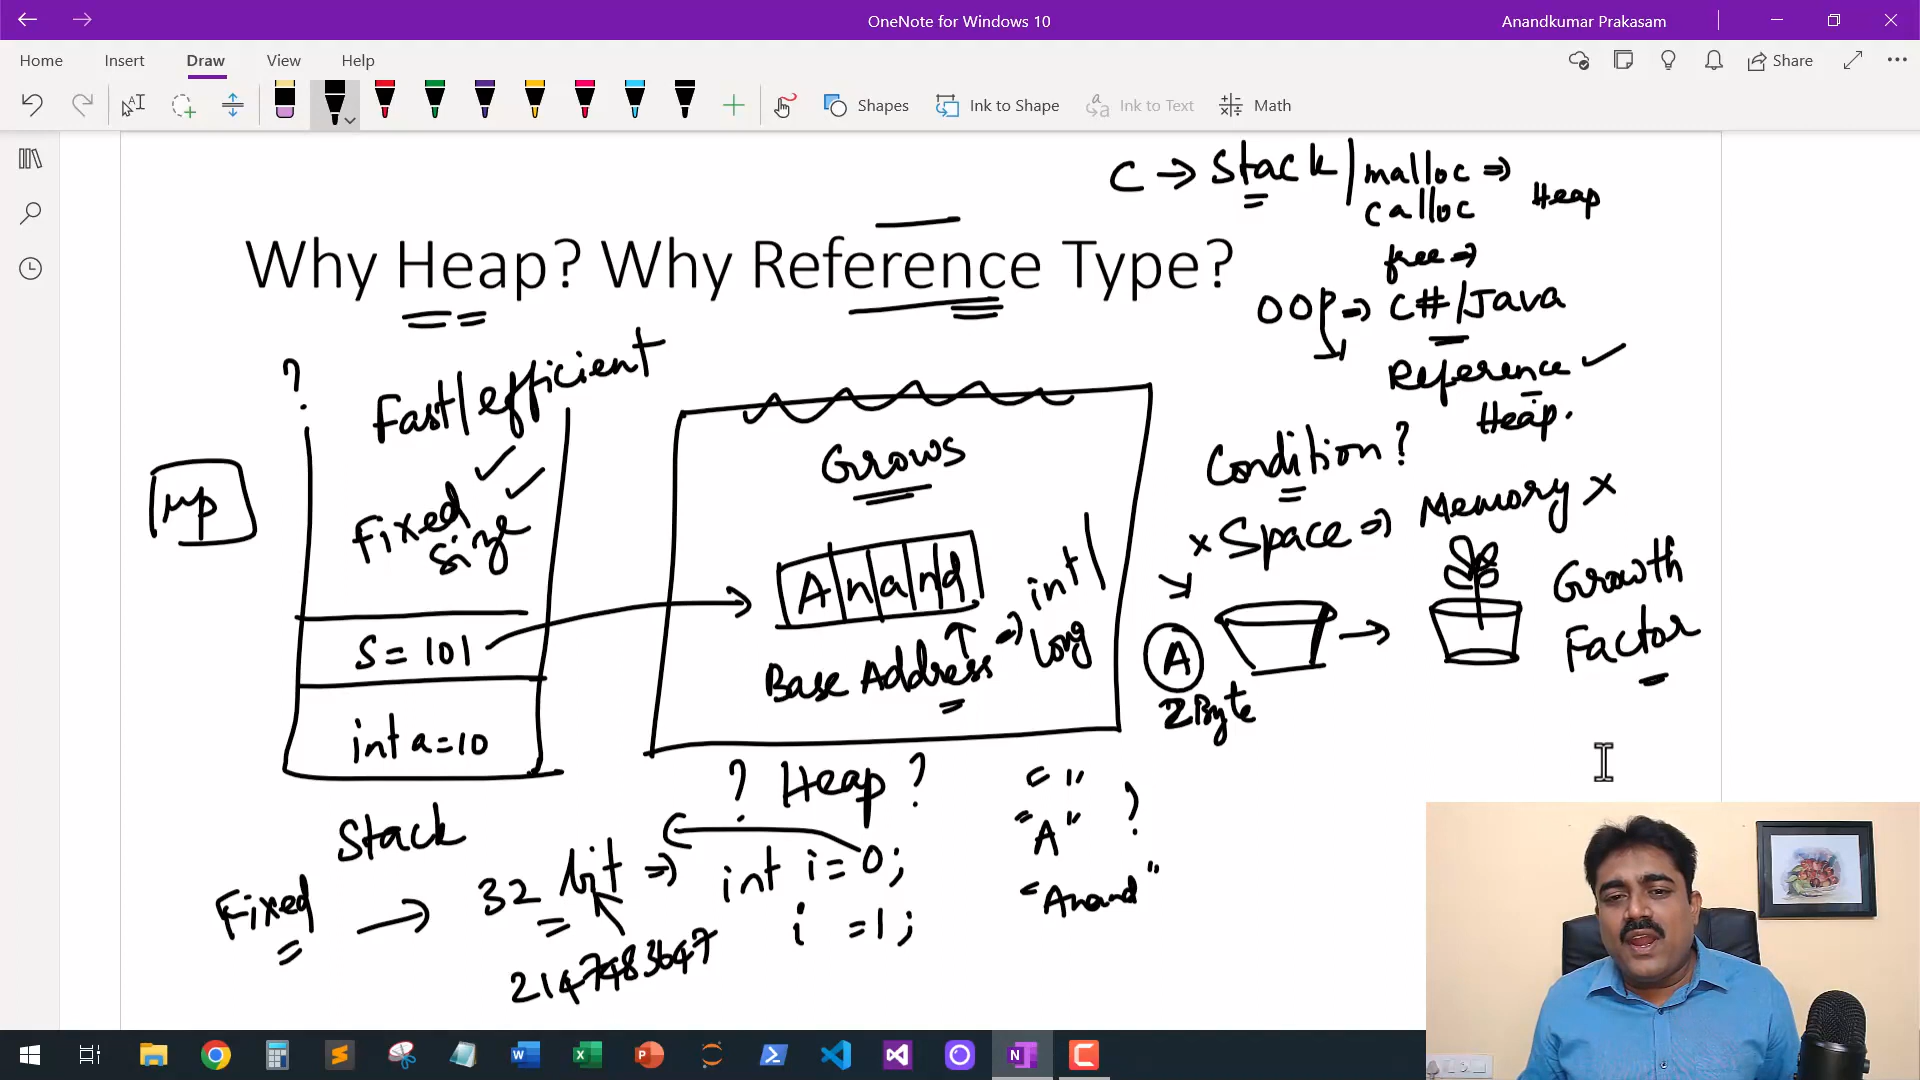 OneNote for Windows 10
Anandkumar Prakasam
Home Insert Draw View Help
Share
Shapes Ink to Shape Ink to Text Math
C → Stack | malloc ⇒ Heap
calloc
free ⇒
Why Heap? Why Reference Type?
OOP ⇒ C#/Java
Reference ✓
Heap.
?
Fast/efficient
Fixed size
μp
S = 101
int a=10
Stack
Grows
A n a n d
Base Address ⇒ int/
long
? Heap ?
Condition?
x Space ⇒ Memory x
A
2Byte
Growth
Factor
Fixed → 32 bit ⇒ int i = 0;
i = 1;
2147483647
= "
"A" ?
"Anand"